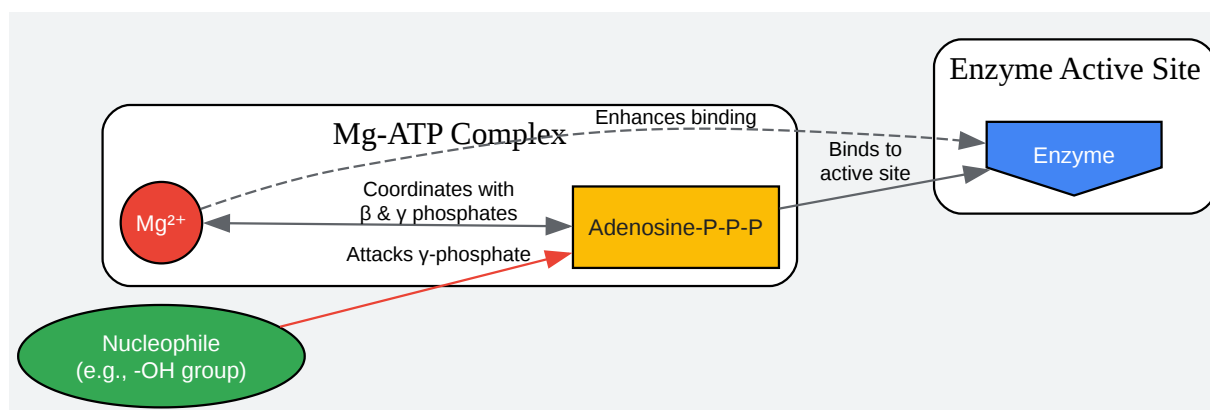 Enzyme Active Site
Mg-ATP Complex
Enhances binding
Binds to
active site
Enzyme
Coordinates with
β & γ phosphates
Mg²⁺
Adenosine-P-P-P
Attacks γ-phosphate
Nucleophile
(e.g., -OH group)